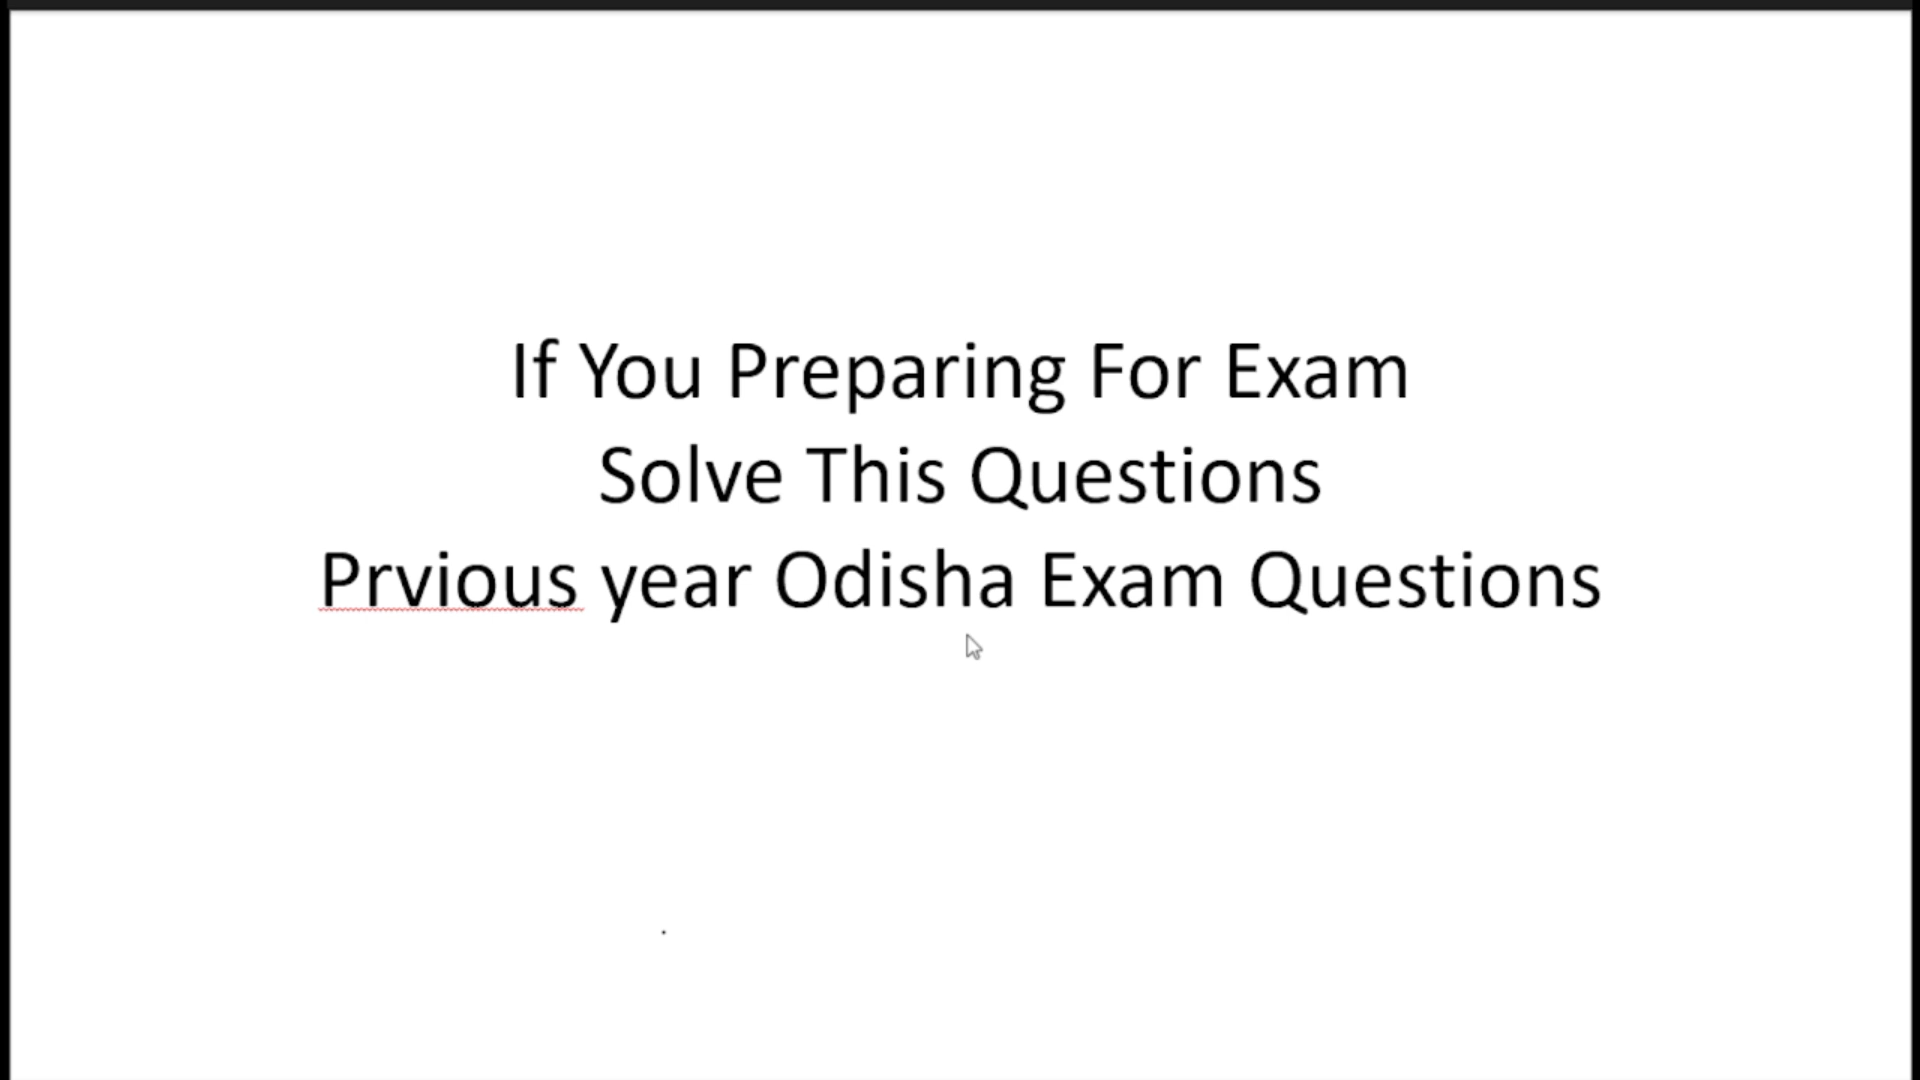 If You Preparing For Exam
Solve This Questions
Prvious year Odisha Exam Questions